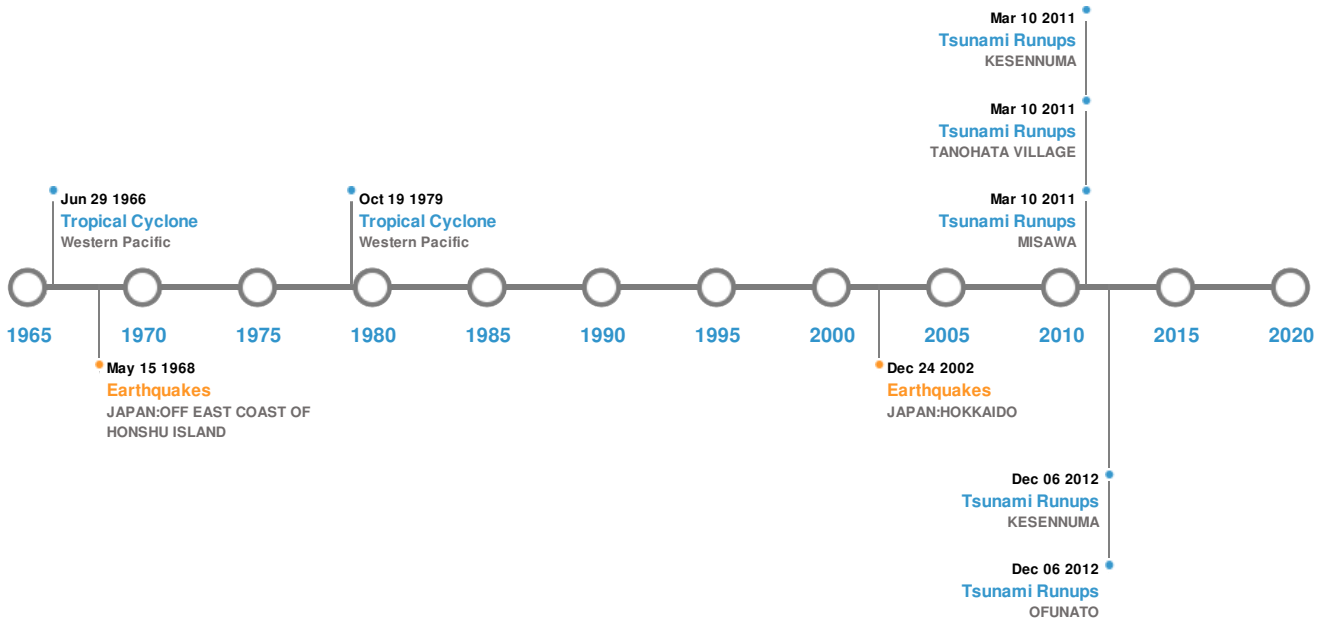 Mar 10 2011
Tsunami Runups
KESENNUMA
Mar 10 2011
Tsunami Runups
TANOHATA VILLAGE
Jun 29 1966
Tropical Cyclone
Western Pacific
Oct 19 1979
Tropical Cyclone
Western Pacific
Mar 10 2011
Tsunami Runups
MISAWA
1965 1970 1975 1980 1985 1990 1995 2000 2005 2010 2015 2020
May 15 1968
Earthquakes
JAPAN:OFF EAST COAST OF
HONSHU ISLAND
Dec 24 2002
Earthquakes
JAPAN:HOKKAIDO
Dec 06 2012
Tsunami Runups
KESENNUMA
Dec 06 2012
Tsunami Runups
OFUNATO